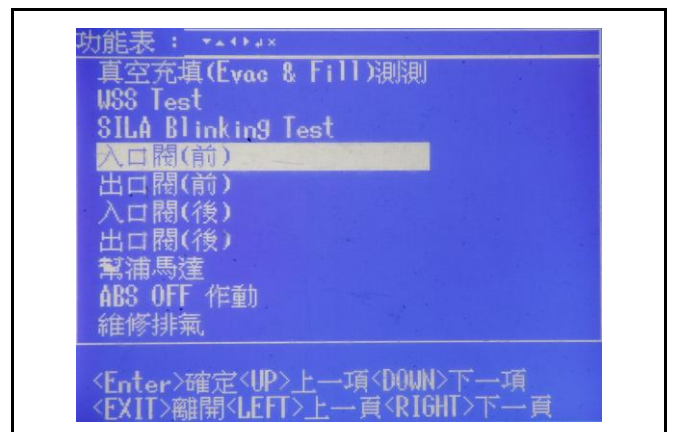 功能表： ▼▲◀▶↲×
真空充填(Evac & Fill)測測
WSS Test
SILA Blinking Test
入口閥(前)
出口閥(前)
入口閥(後)
出口閥(後)
幫浦馬達
ABS OFF 作動
維修排氣
<Enter>確定<UP>上一項<DOWN>下一項
<EXIT>離開<LEFT>上一頁<RIGHT>下一頁